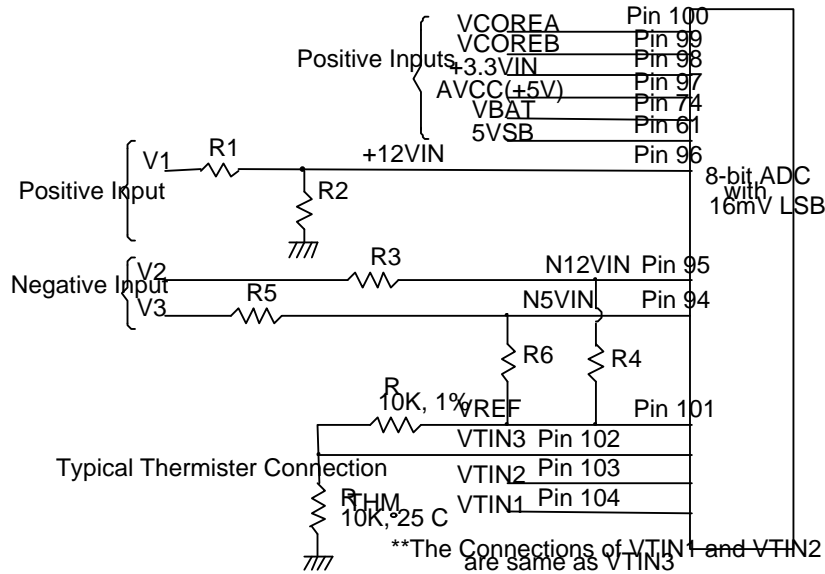 VCOREA Pin 100
VCOREB Pin 99
Positive Inputs +3.3VIN Pin 98
AVCC(+5V) Pin 97
VBAT Pin 74
5VSB Pin 61
V1 R1 +12VIN Pin 96
Positive Input R2
8-bit ADC
with
16mV LSB
V2 R3 N12VIN Pin 95
Negative Input
V3 R5 N5VIN Pin 94
R6 R4
R
10K, 1% VREF Pin 101
VTIN3 Pin 102
Typical Thermister Connection
VTIN2 Pin 103
VTIN1 Pin 104
R THM
10K, 25 C
**The Connections of VTIN1 and VTIN2
are same as VTIN3